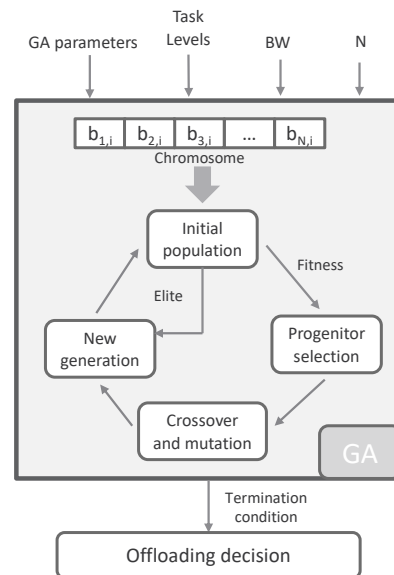 Task
Levels
GA parameters
BW
N
b1,i b2,i b3,i ... bN,i
Chromosome
Initial
population
Fitness
Elite
New
generation
Progenitor
selection
Crossover
and mutation
GA
Termination
condition
Offloading decision